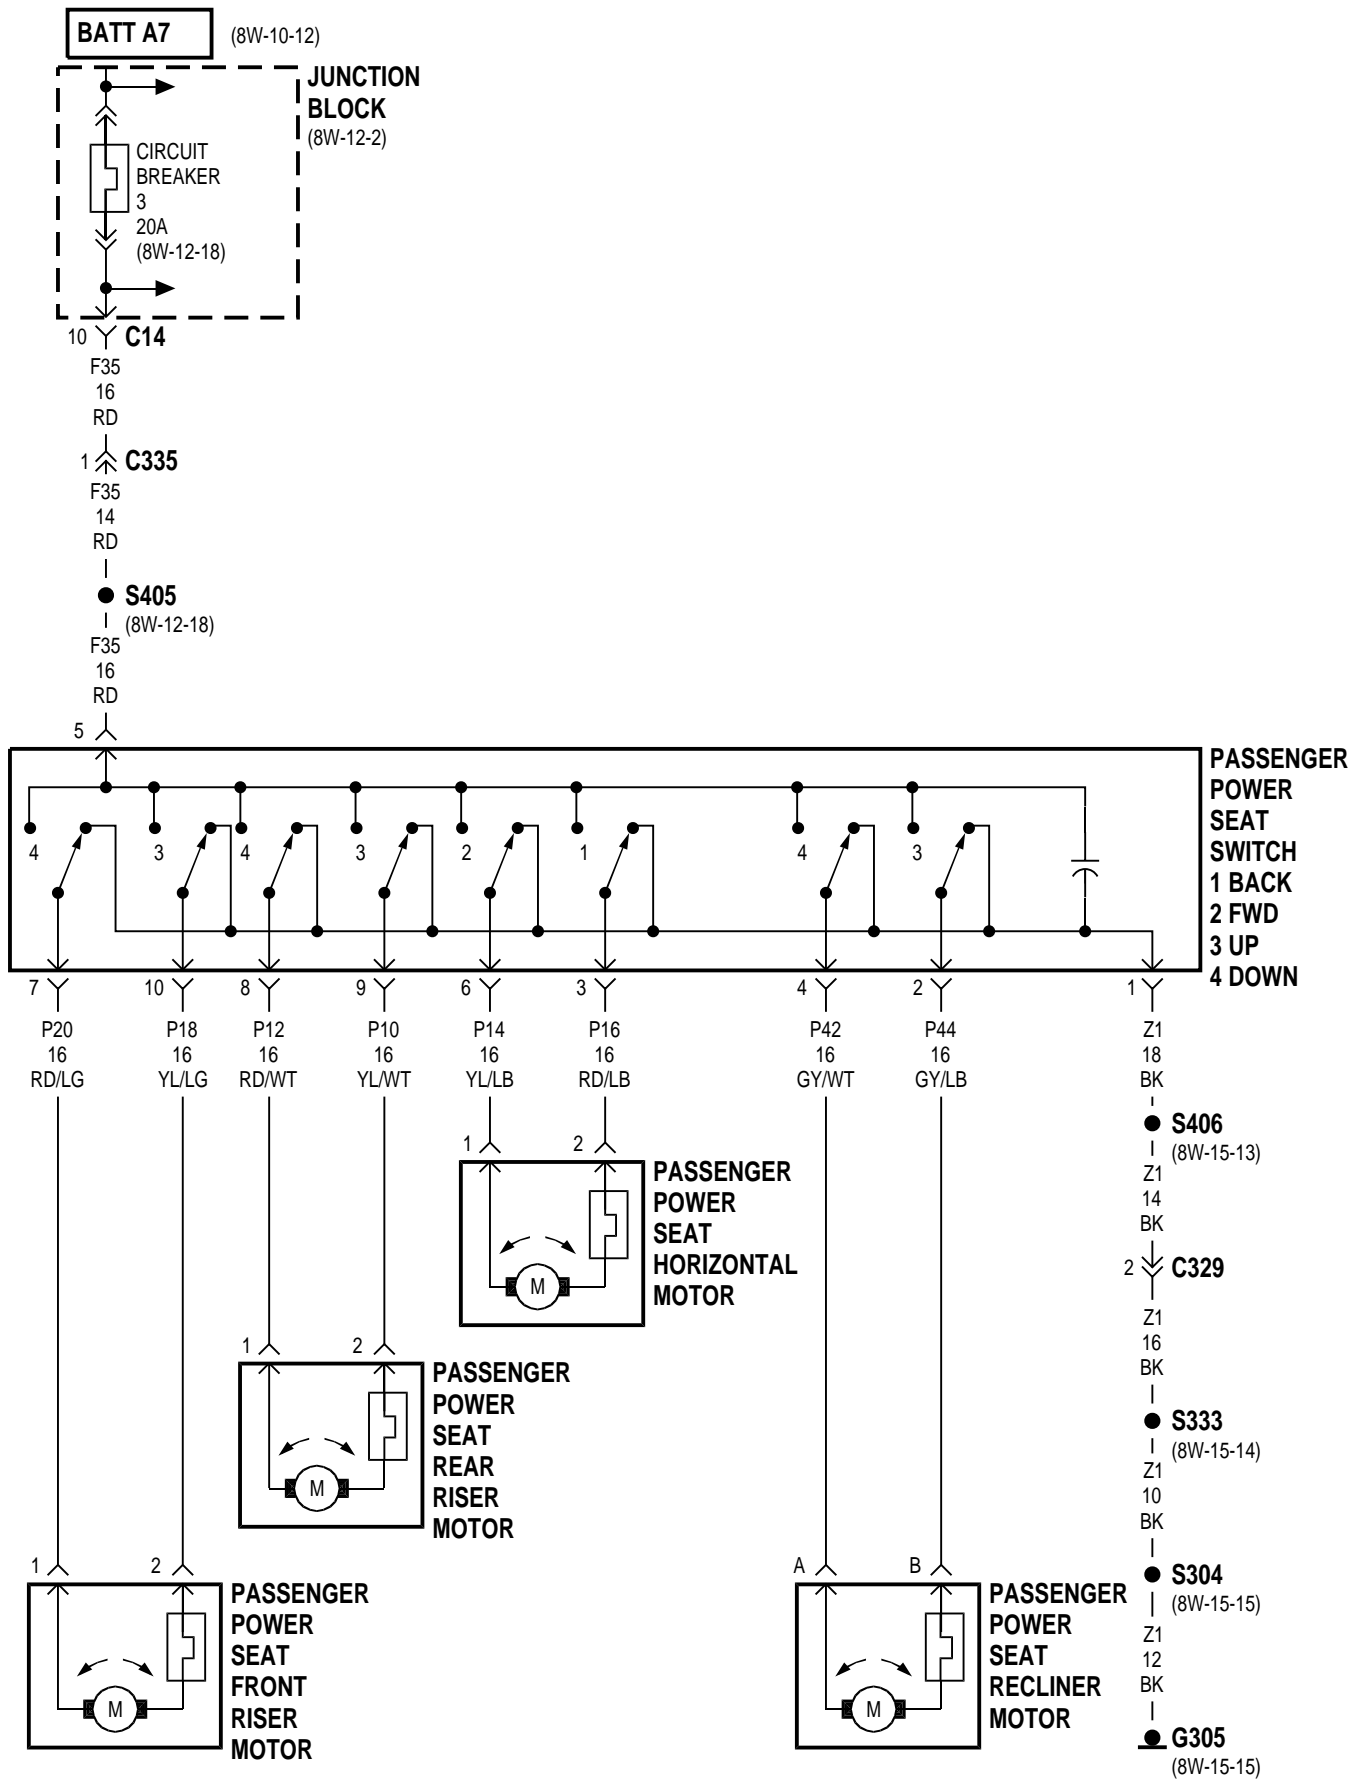 BATT A7
(8W-10-12)
JUNCTION
BLOCK
(8W-12-2)
CIRCUIT
BREAKER
3
20A
(8W-12-18)
10
C14
F35
16
RD
1
C335
F35
14
RD
S405
(8W-12-18)
F35
16
RD
5
PASSENGER
POWER
SEAT
SWITCH
1 BACK
2 FWD
3 UP
4 DOWN
4 3 4 3 2 1 4 3
7 10 8 9 6 3 4 2 1
P20 P18 P12 P10 P14 P16 P42 P44 Z1
16 16 16 16 16 16 16 16 18
RD/LG YL/LG RD/WT YL/WT YL/LB RD/LB GY/WT GY/LB BK
S406
(8W-15-13)
Z1
14
BK
2
C329
Z1
16
BK
S333
(8W-15-14)
Z1
10
BK
S304
(8W-15-15)
Z1
12
BK
G305
(8W-15-15)
1 2
PASSENGER
POWER
SEAT
HORIZONTAL
MOTOR
M
1 2
PASSENGER
POWER
SEAT
REAR
RISER
MOTOR
M
1 2
PASSENGER
POWER
SEAT
FRONT
RISER
MOTOR
M
A B
PASSENGER
POWER
SEAT
RECLINER
MOTOR
M